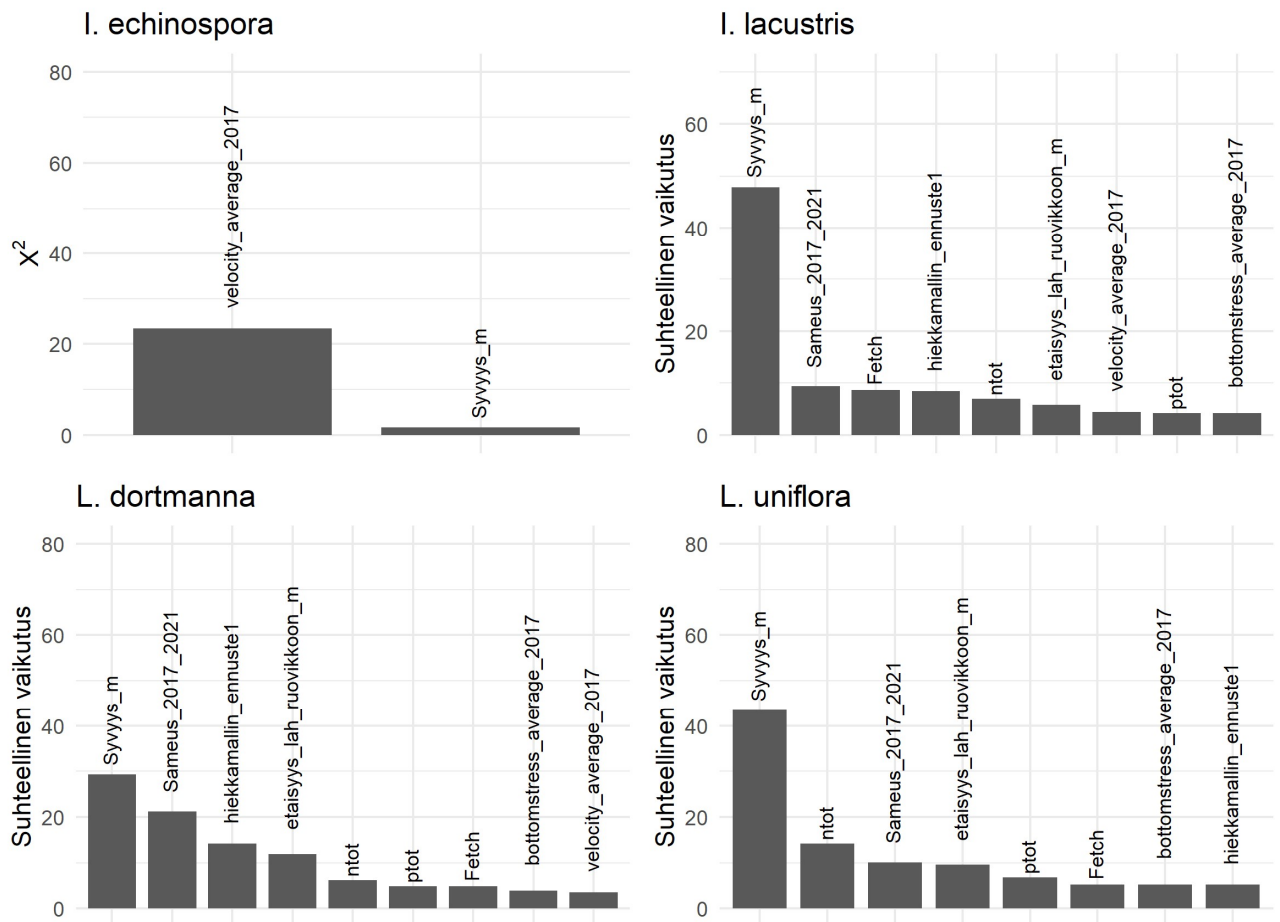 I. echinospora
80
60
40
20
0
X²
velocity_average_2017
Syvyys_m
I. lacustris
60
40
20
0
Suhteellinen vaikutus
Syvyys_m
Sameus_2017_2021
Fetch
hiekkamallin_ennuste1
ntot
etaisyys_lah_ruovikkoon_m
velocity_average_2017
ptot
bottomstress_average_2017
L. dortmanna
80
60
40
20
0
Suhteellinen vaikutus
Syvyys_m
Sameus_2017_2021
hiekkamallin_ennuste1
etaisyys_lah_ruovikkoon_m
ntot
ptot
Fetch
bottomstress_average_2017
velocity_average_2017
L. uniflora
80
60
40
20
0
Suhteellinen vaikutus
Syvyys_m
ntot
Sameus_2017_2021
etaisyys_lah_ruovikkoon_m
ptot
Fetch
bottomstress_average_2017
hiekkamallin_ennuste1